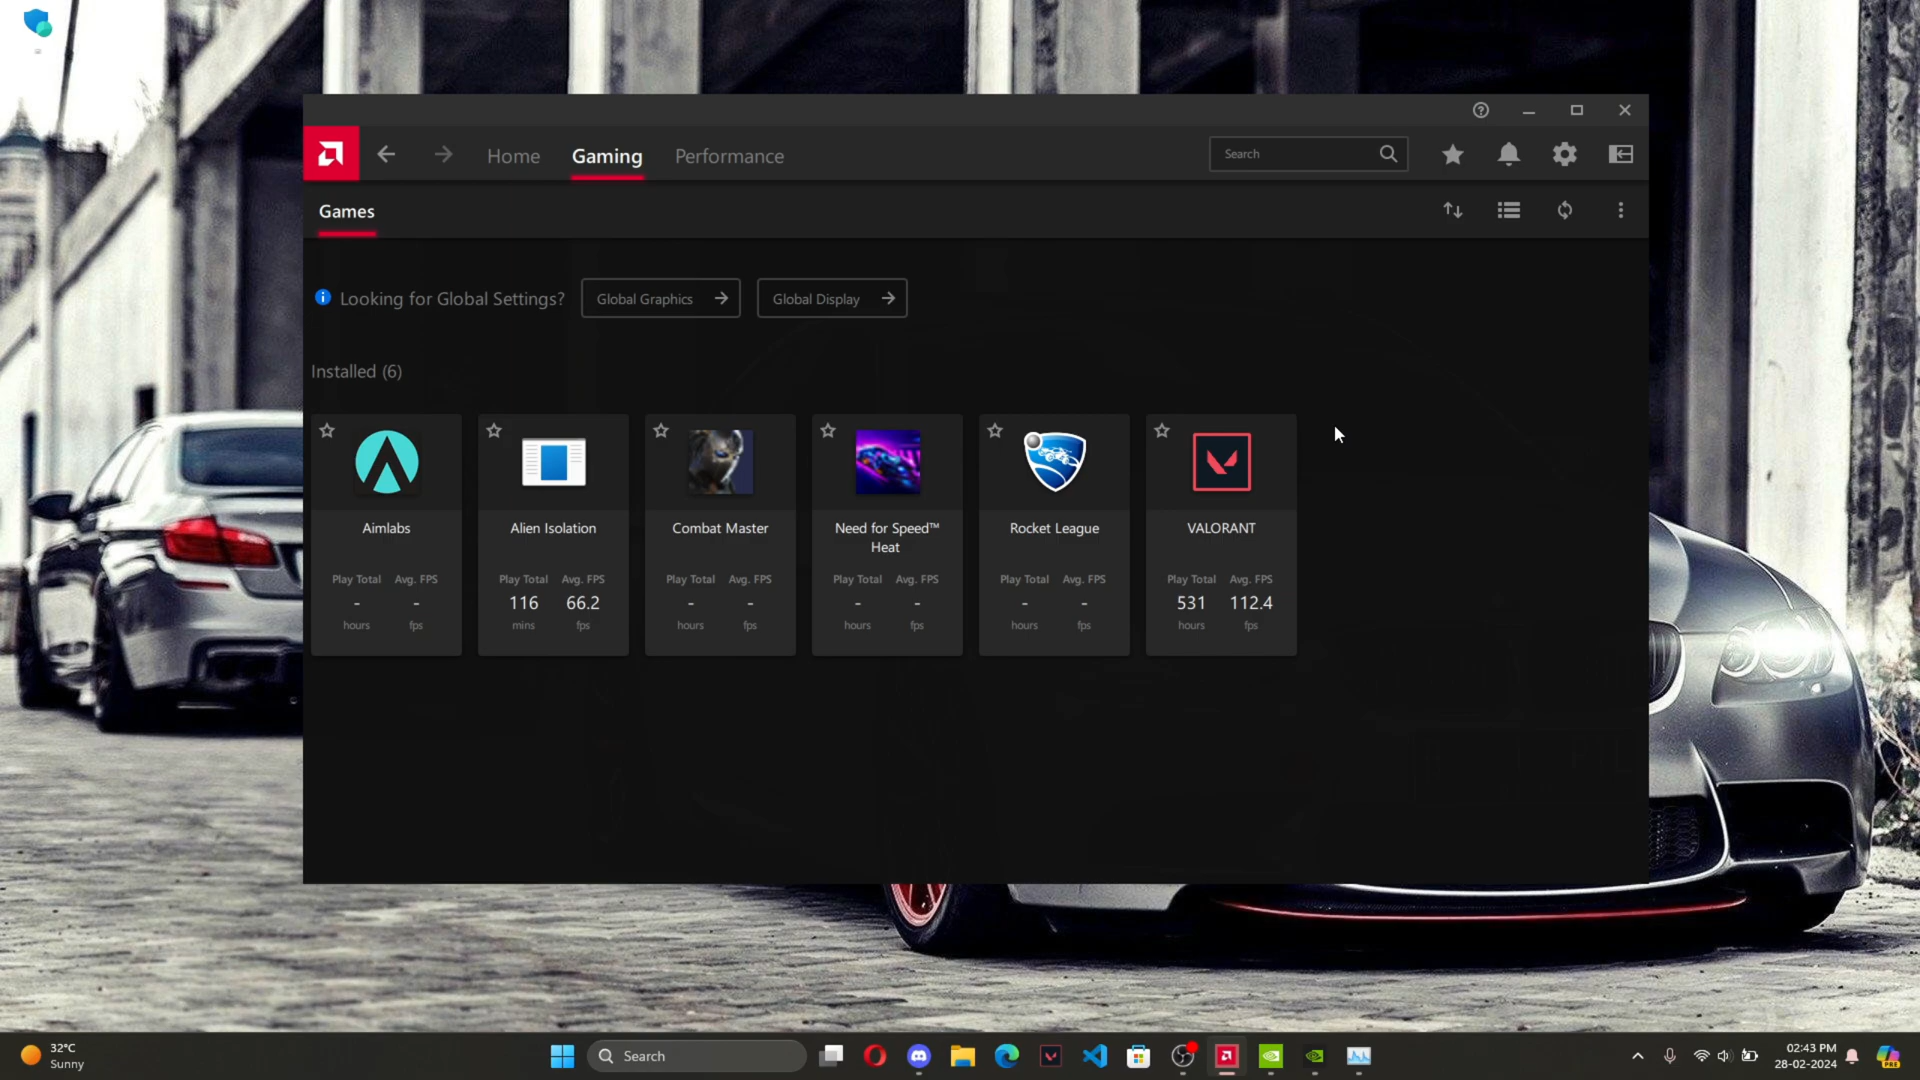 Home
Gaming
Performance
Search
Games
Looking for Global Settings?
Global Graphics
Global Display
Installed (6)
Aimlabs
Play Total Avg. FPS
- -
hours fps
Alien Isolation
Play Total Avg. FPS
116 66.2
mins fps
Combat Master
Play Total Avg. FPS
- -
hours fps
Need for Speed™
Heat
Play Total Avg. FPS
- -
hours fps
Rocket League
Play Total Avg. FPS
- -
hours fps
VALORANT
Play Total Avg. FPS
531 112.4
hours fps
32°C
Sunny
Search
02:43 PM
28-02-2024
PRE